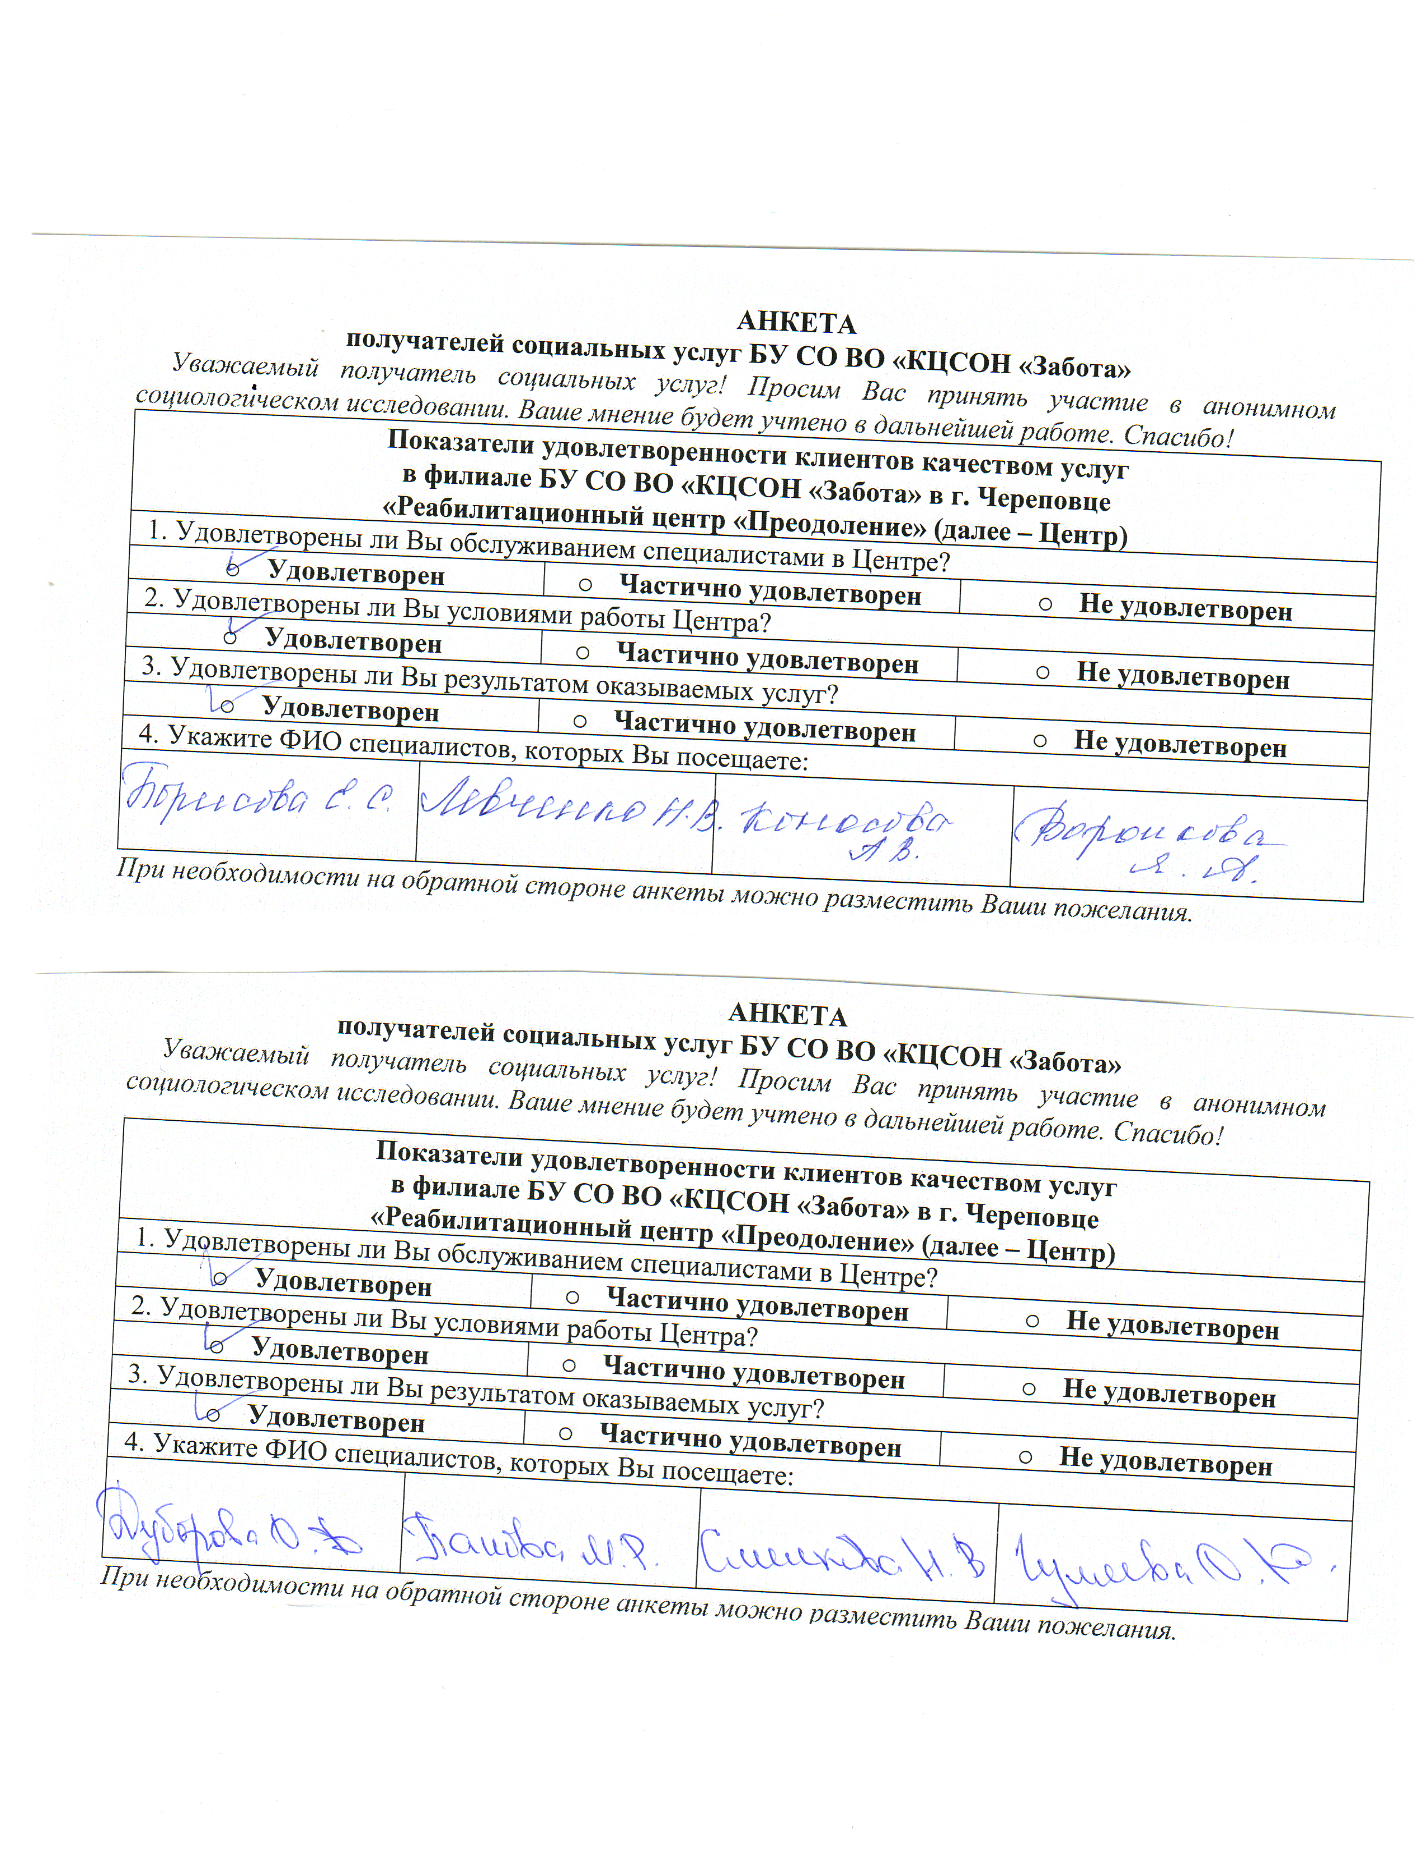 АНКЕТА
получателей социальных услуг БУ СО ВО «КЦСОН «Забота»
Уважаемый получатель социальных услуг! Просим Вас принять участие в анонимном
социологическом исследовании. Ваше мнение будет учтено в дальнейшей работе. Спасибо!
Показатели удовлетворенности клиентов качеством услуг
в филиале БУ СО ВО «КЦСОН «Забота» в г. Череповце
«Реабилитационный центр «Преодоление» (далее – Центр)
1. Удовлетворены ли Вы обслуживанием специалистами в Центре?
Удовлетворен Частично удовлетворен Не удовлетворен
2. Удовлетворены ли Вы условиями работы Центра?
Удовлетворен Частично удовлетворен Не удовлетворен
3. Удовлетворены ли Вы результатом оказываемых услуг?
Удовлетворен Частично удовлетворен Не удовлетворен
4. Укажите ФИО специалистов, которых Вы посещаете:
Борисова Е. С. Левченко Н.В. Воронкова
А В. Я. А.
При необходимости на обратной стороне анкеты можно разместить Ваши пожелания.
АНКЕТА
получателей социальных услуг БУ СО ВО «КЦСОН «Забота»
Уважаемый получатель социальных услуг! Просим Вас принять участие в анонимном
социологическом исследовании. Ваше мнение будет учтено в дальнейшей работе. Спасибо!
Показатели удовлетворенности клиентов качеством услуг
в филиале БУ СО ВО «КЦСОН «Забота» в г. Череповце
«Реабилитационный центр «Преодоление» (далее – Центр)
1. Удовлетворены ли Вы обслуживанием специалистами в Центре?
Удовлетворен Частично удовлетворен Не удовлетворен
2. Удовлетворены ли Вы условиями работы Центра?
Удовлетворен Частично удовлетворен Не удовлетворен
3. Удовлетворены ли Вы результатом оказываемых услуг?
Удовлетворен Частично удовлетворен Не удовлетворен
4. Укажите ФИО специалистов, которых Вы посещаете:
Дуборова О. М.Р. Н. В О. Ю.
При необходимости на обратной стороне анкеты можно разместить Ваши пожелания.